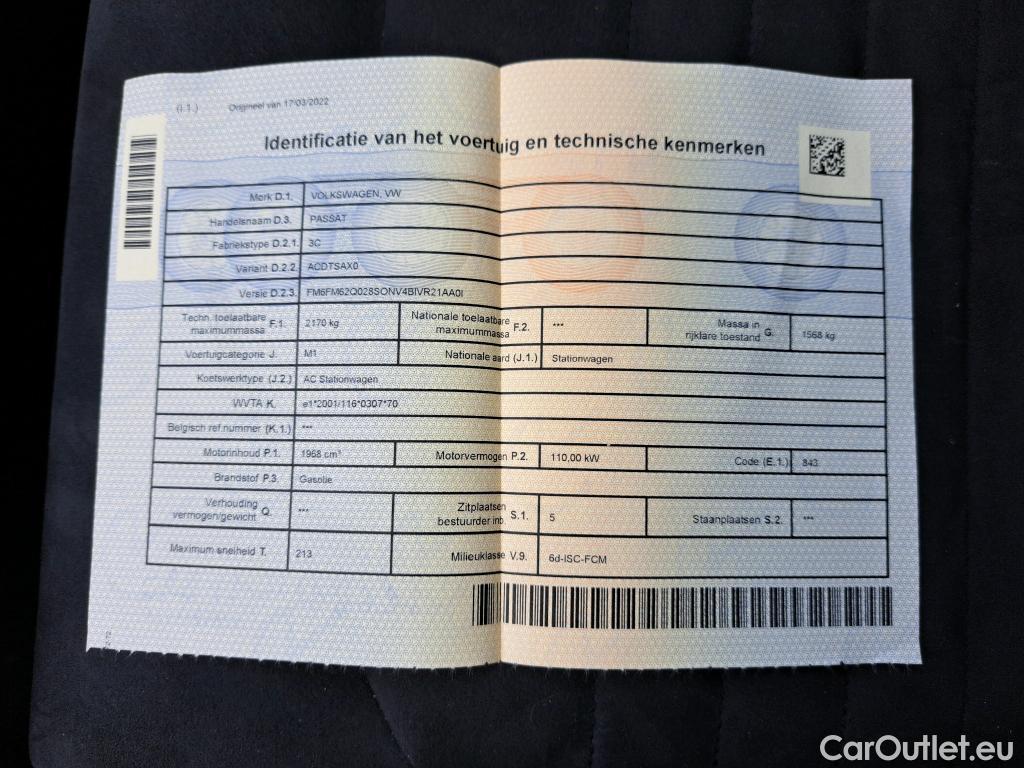 (I.1.) Origineel van 17/03/2022
Identificatie van het voertuig en technische kenmerken
Merk D.1. VOLKSWAGEN, VW
Handelsnaam D.3. PASSAT
Fabriekstype D.2.1. 3C
Variant D.2.2. ACDTSAX0
Versie D.2.3. FM6FM62Q028SONV4BIVR21AA0I
Techn. toelaatbare maximummassa F.1. 2170 kg Nationale toelaatbare maximummassa F.2. *** Massa in rijklare toestand G. 1568 kg
Voertuigcategorie J. M1 Nationale aard (J.1.) Stationwagen
Koetswerktype (J.2.) AC Stationwagen
WVTA K. e1*2001/116*0307*70
Belgisch ref.nummer (K.1.) ***
Motorinhoud P.1. 1968 cm³ Motorvermogen P.2. 110,00 kW Code (E.1.) 843
Brandstof P.3. Gasolie
Verhouding vermogen/gewicht Q. *** Zitplaatsen bestuurder inb. S.1. 5 Staanplaatsen S.2. ***
Maximum snelheid T. 213 Milieuklasse V.9. 6d-ISC-FCM
CarOutlet.eu